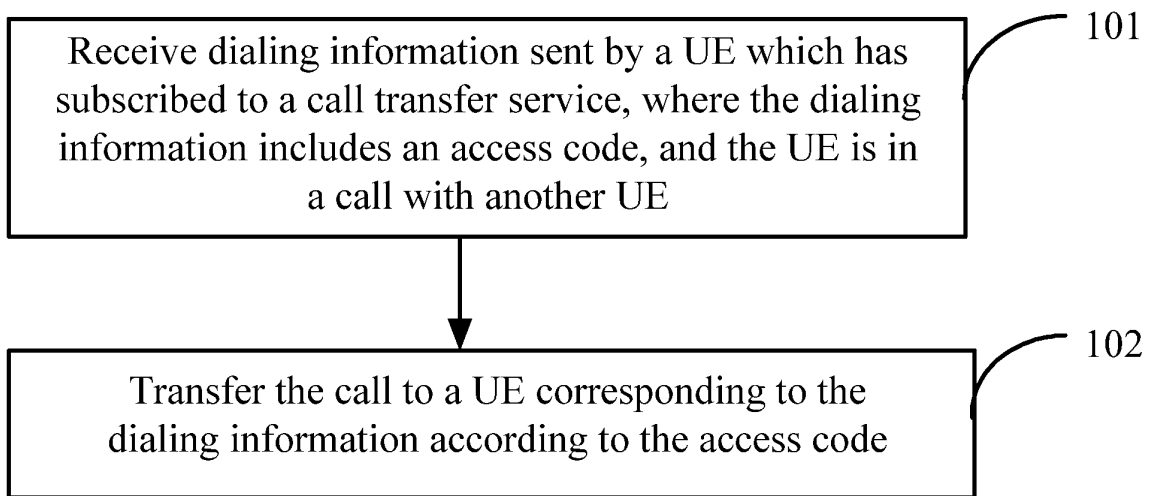 101
Receive dialing information sent by a UE which has
subscribed to a call transfer service, where the dialing
information includes an access code, and the UE is in
a call with another UE
102
Transfer the call to a UE corresponding to the
dialing information according to the access code